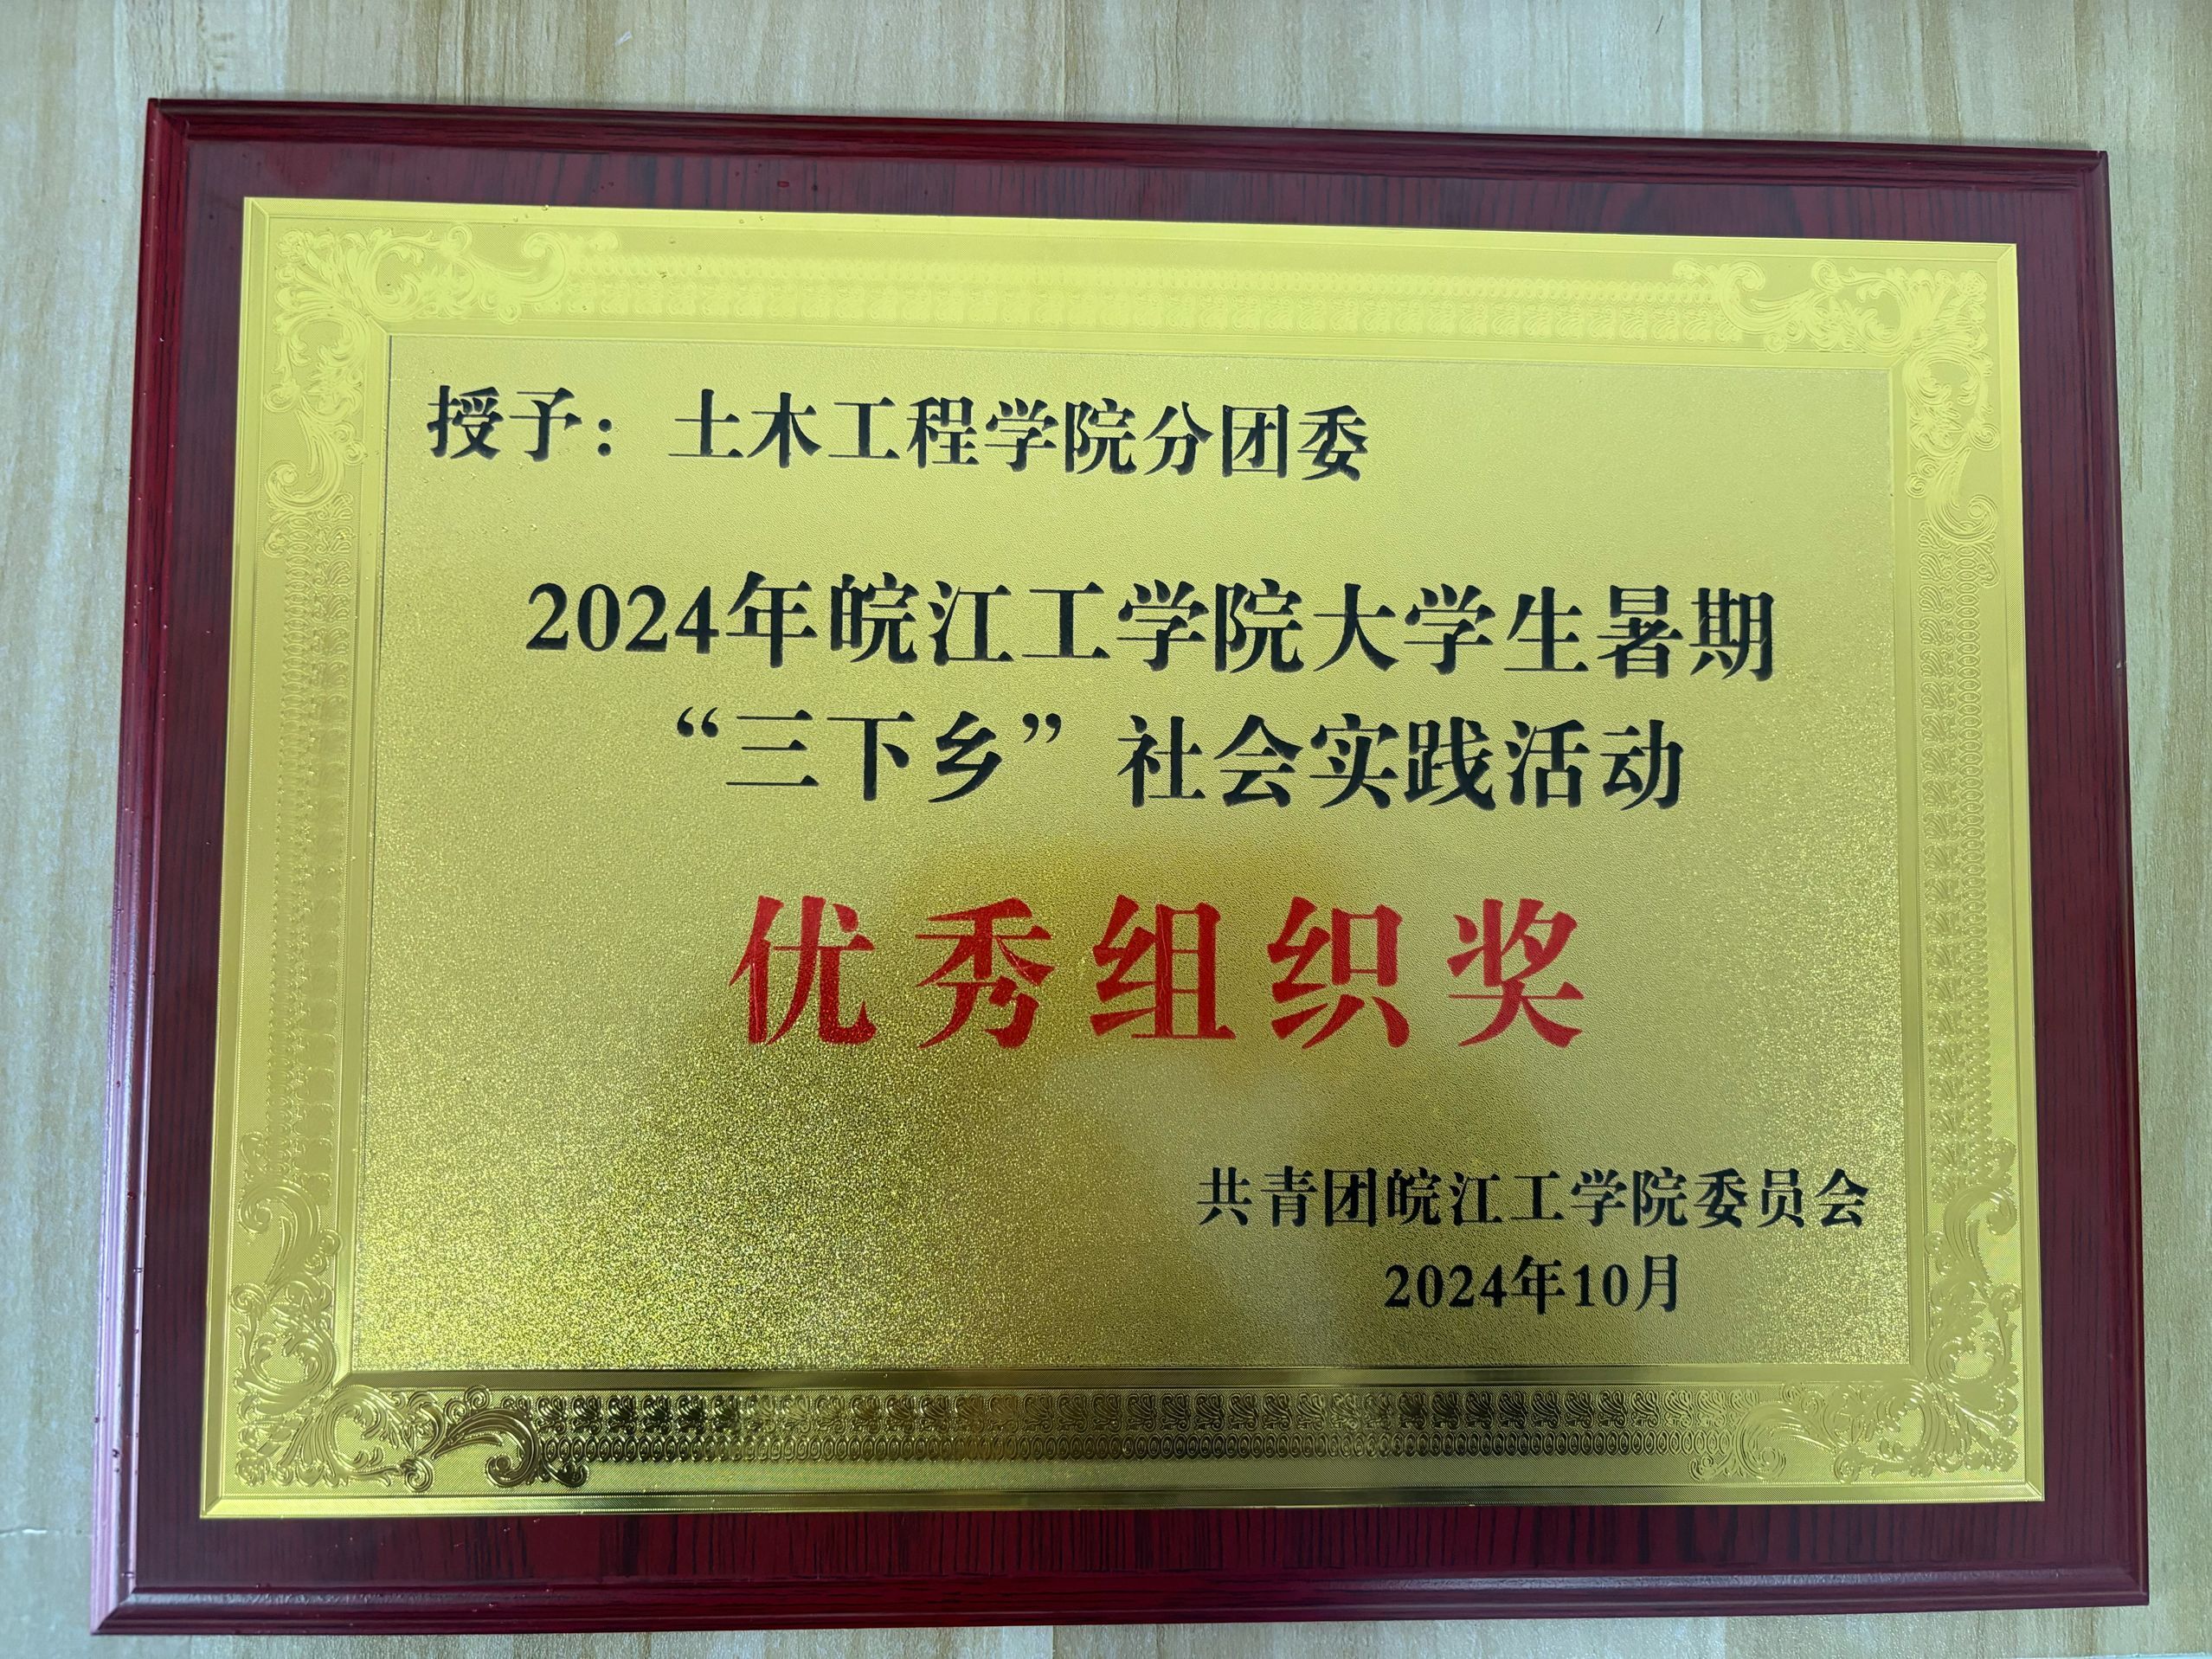 授予：土木工程学院分团委
2024年皖江工学院大学生暑期
“三下乡”社会实践活动
优秀组织奖
共青团皖江工学院委员会
2024年10月